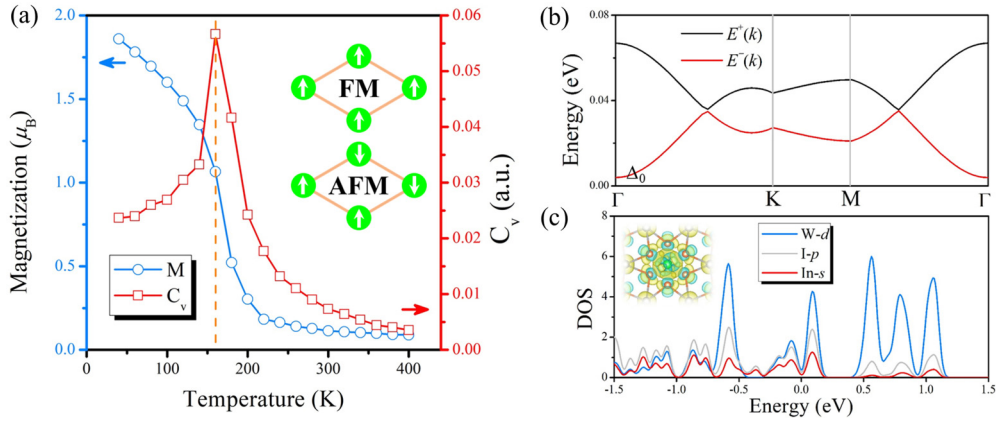 (a)
2.0
1.5
1.0
0.5
0.0
Magnetization (μB)
0.06
0.05
0.04
0.03
0.02
0.01
0.00
Cv (a.u.)
FM
AFM
M
Cv
0 100 200 300 400
Temperature (K)
(b)
0.08
0.04
0.00
Energy (eV)
E+(k)
E−(k)
Δ0
Γ K M Γ
(c)
8
6
4
2
0
DOS
W-d
I-p
In-s
-1.5 -1.0 -0.5 0.0 0.5 1.0 1.5
Energy (eV)